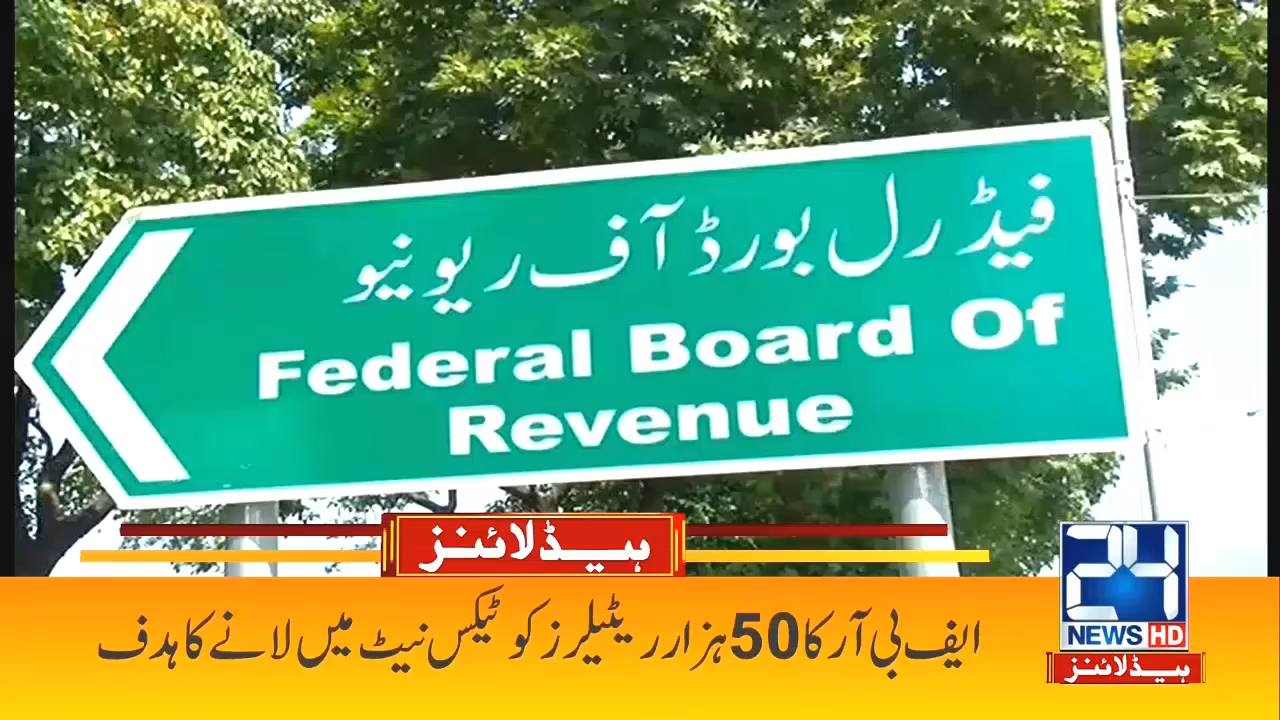 فیڈرل بورڈ آف ریونیو
Federal Board Of
Revenue
ہیڈلائنز
ایف بی آر کا 50 ہزار ریٹیلرز کو ٹیکس نیٹ میں لانے کا ہدف
24
NEWS HD
ہیڈلائنز